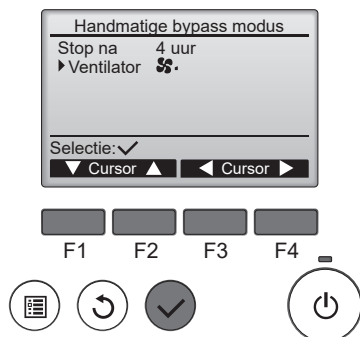 Handmatige bypass modus
Stop na 4 uur
Ventilator
Selectie:
Cursor Cursor
F1 F2 F3 F4